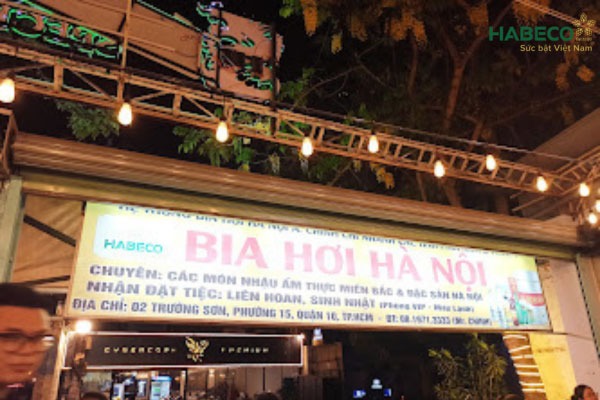 HABECO
Sức bật Việt Nam
HABECO
BIA HƠI HÀ NỘI
CHUYÊN: CÁC MÓN NHẬU ẨM THỰC MIỀN BẮC & ĐẶC SẢN HÀ NỘI
NHẬN ĐẶT TIỆC: LIÊN HOAN, SINH NHẬT
ĐỊA CHỈ: 02 TRƯỜNG SƠN, PHƯỜNG 15, QUẬN 10, TP.HCM
PREMIUM